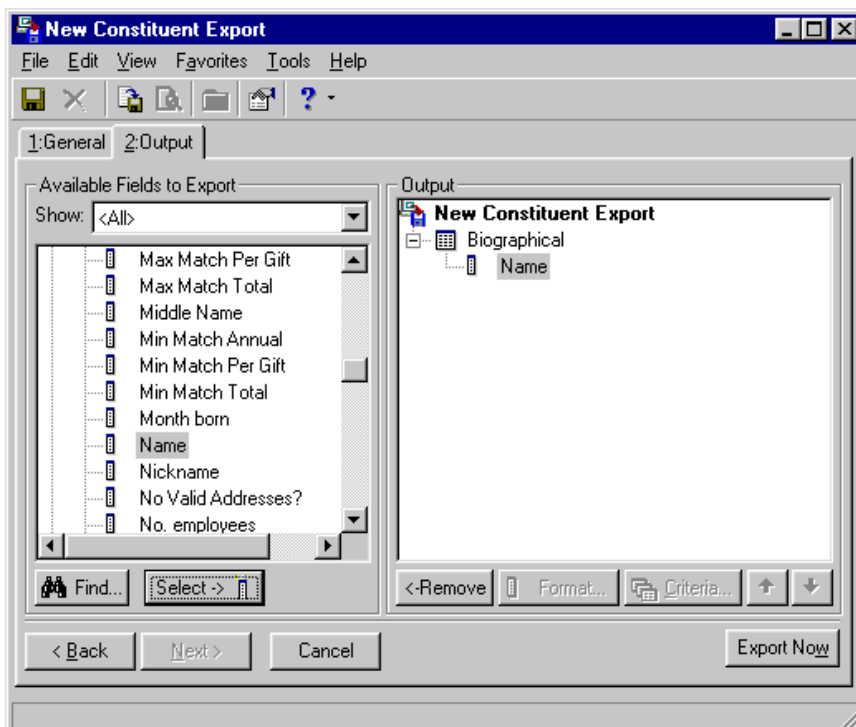 New Constituent Export
File Edit View Favorites Tools Help
?
1:General 2:Output
Available Fields to Export
Show: <All>
Max Match Per Gift
Max Match Total
Middle Name
Min Match Annual
Min Match Per Gift
Min Match Total
Month born
Name
Nickname
No Valid Addresses?
No. employees
Find... Select ->
Output
New Constituent Export
Biographical
Name
<-Remove Format... Criteria...
< Back Next > Cancel Export Now